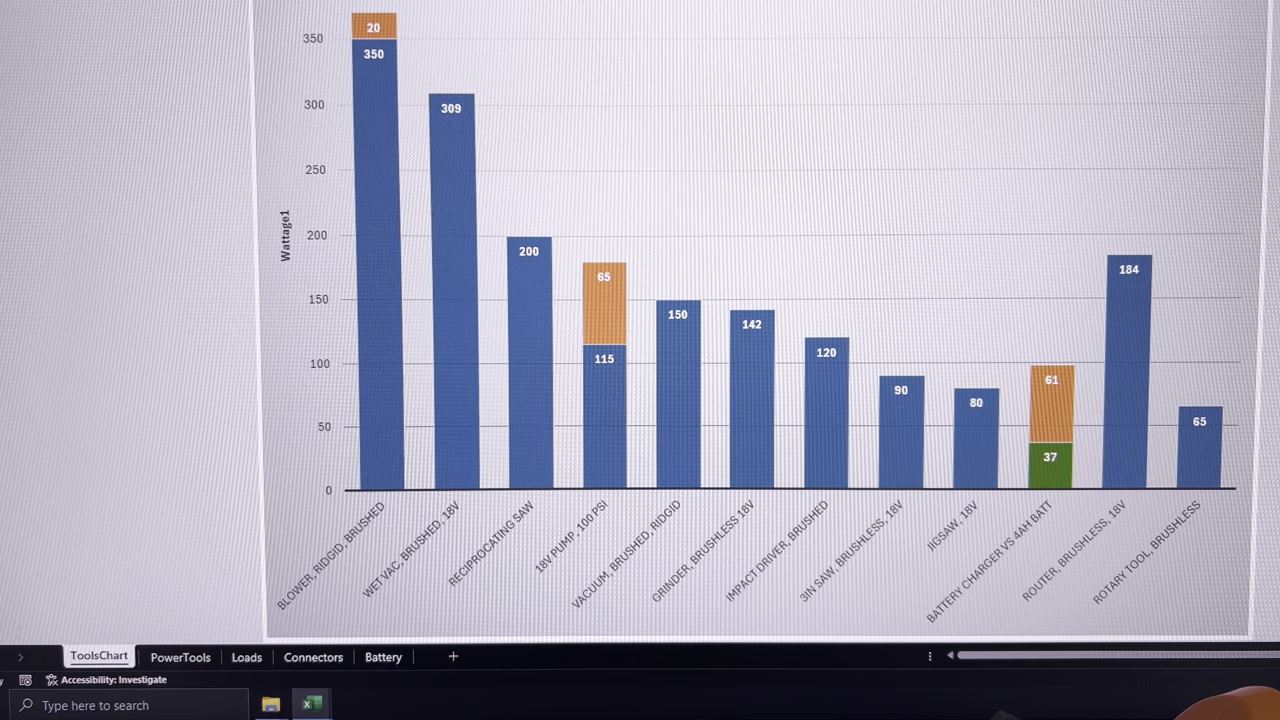 350
300
250
200
150
100
50
0
Wattage1
20
350
309
200
65
115
150
142
120
90
80
61
37
184
65
BLOWER, RIDGID, BRUSHED
WET VAC, BRUSHED, 18V
RECIPROCATING SAW
18V PUMP, 100 PSI
VACUUM, BRUSHED, RIDGID
GRINDER, BRUSHLESS 18V
IMPACT DRIVER, BRUSHED
3IN SAW, BRUSHLESS, 18V
JIGSAW, 18V
BATTERY CHARGER VS 4AH BATT
ROUTER, BRUSHLESS, 18V
ROTARY TOOL, BRUSHLESS
ToolsChart PowerTools Loads Connectors Battery
Accessibility: Investigate
Type here to search